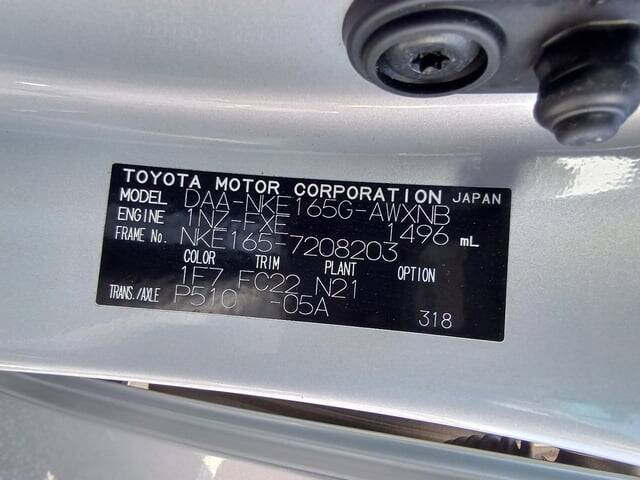 TOYOTA MOTOR CORPORATION JAPAN
MODEL DAA-NKE165G-AWXNB
ENGINE 1NZ-FXE 1496 mL
FRAME No. NKE165-7208203
COLOR TRIM PLANT OPTION
1F7 FC22 N21
TRANS./AXLE P510 -05A
318